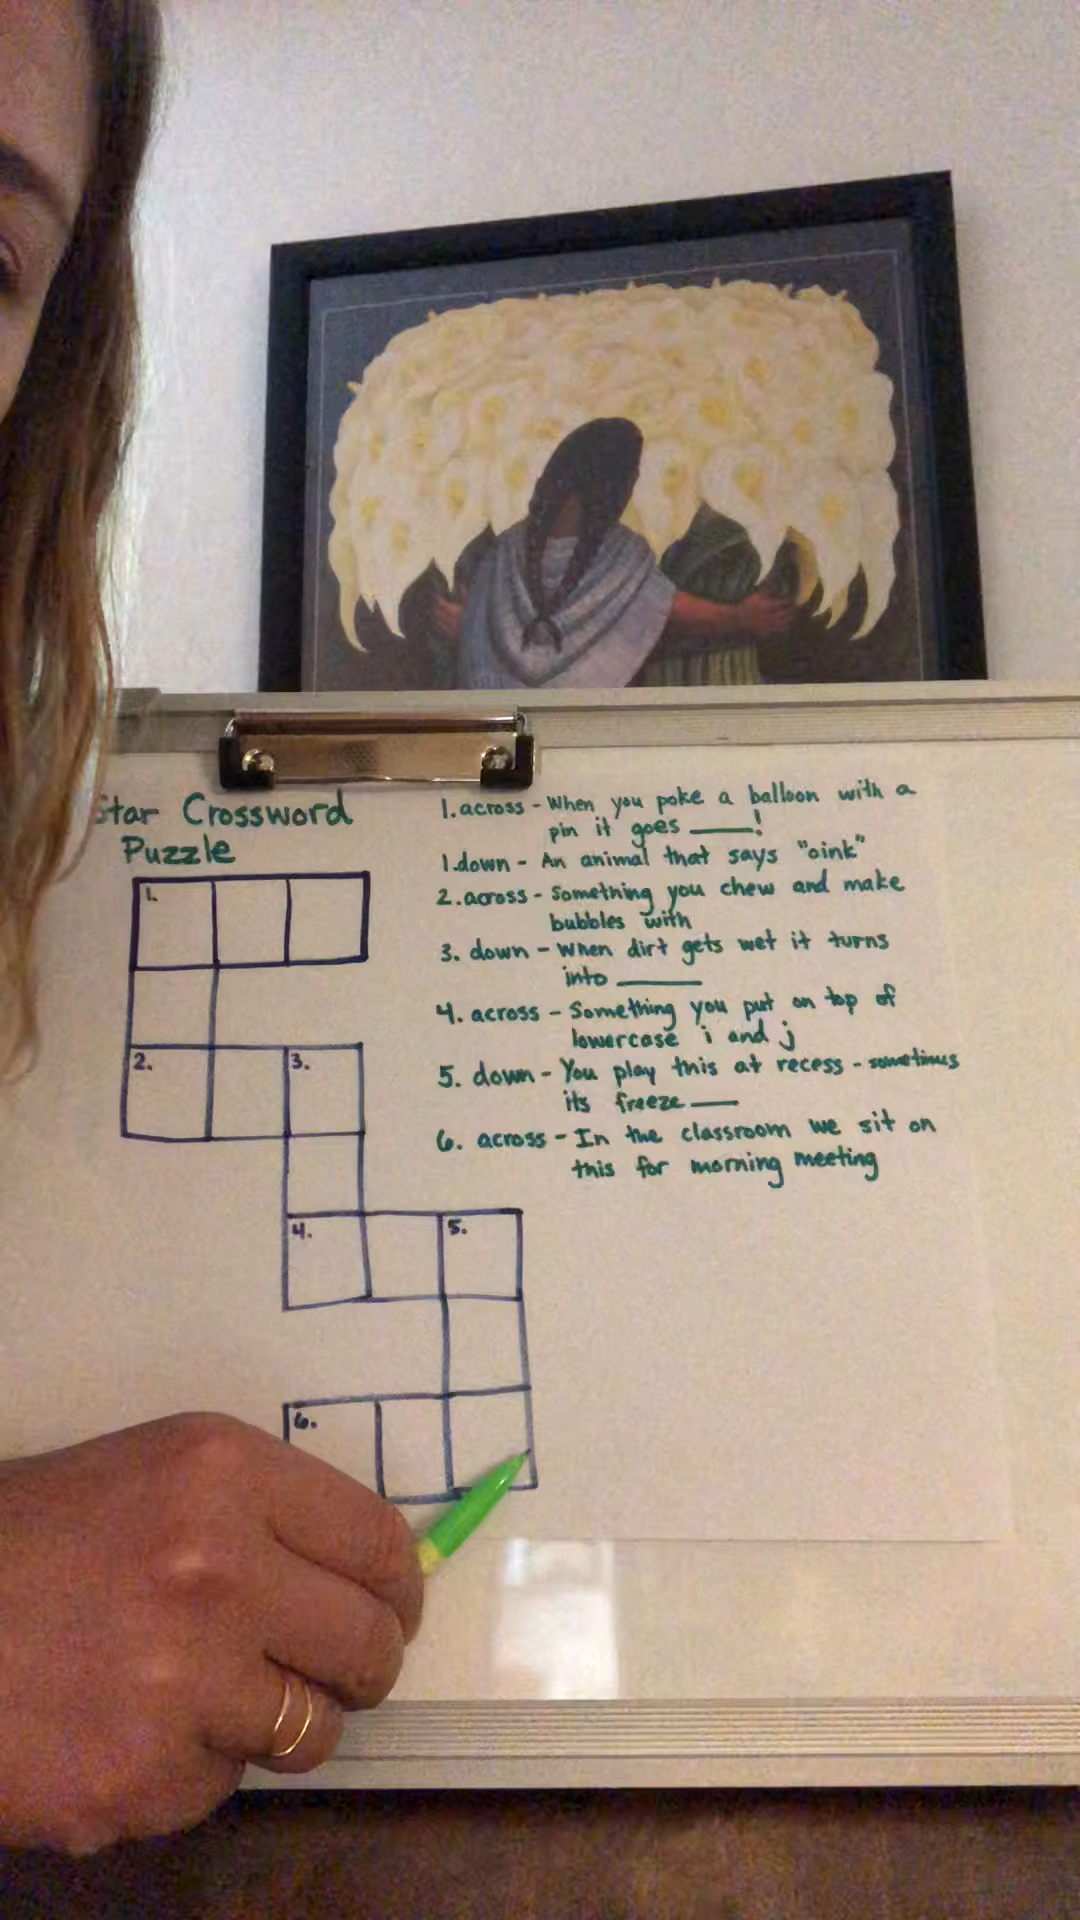 Star Crossword
Puzzle
1. across - When you poke a balloon with a
pin it goes ____!
1. down - An animal that says "oink"
2. across - Something you chew and make
bubbles with
3. down - When dirt gets wet it turns
into ____
4. across - Something you put on top of
lowercase i and j
5. down - You play this at recess - sometimes
its freeze ____
6. across - In the classroom we sit on
this for morning meeting
1.
2.
3.
4.
5.
6.